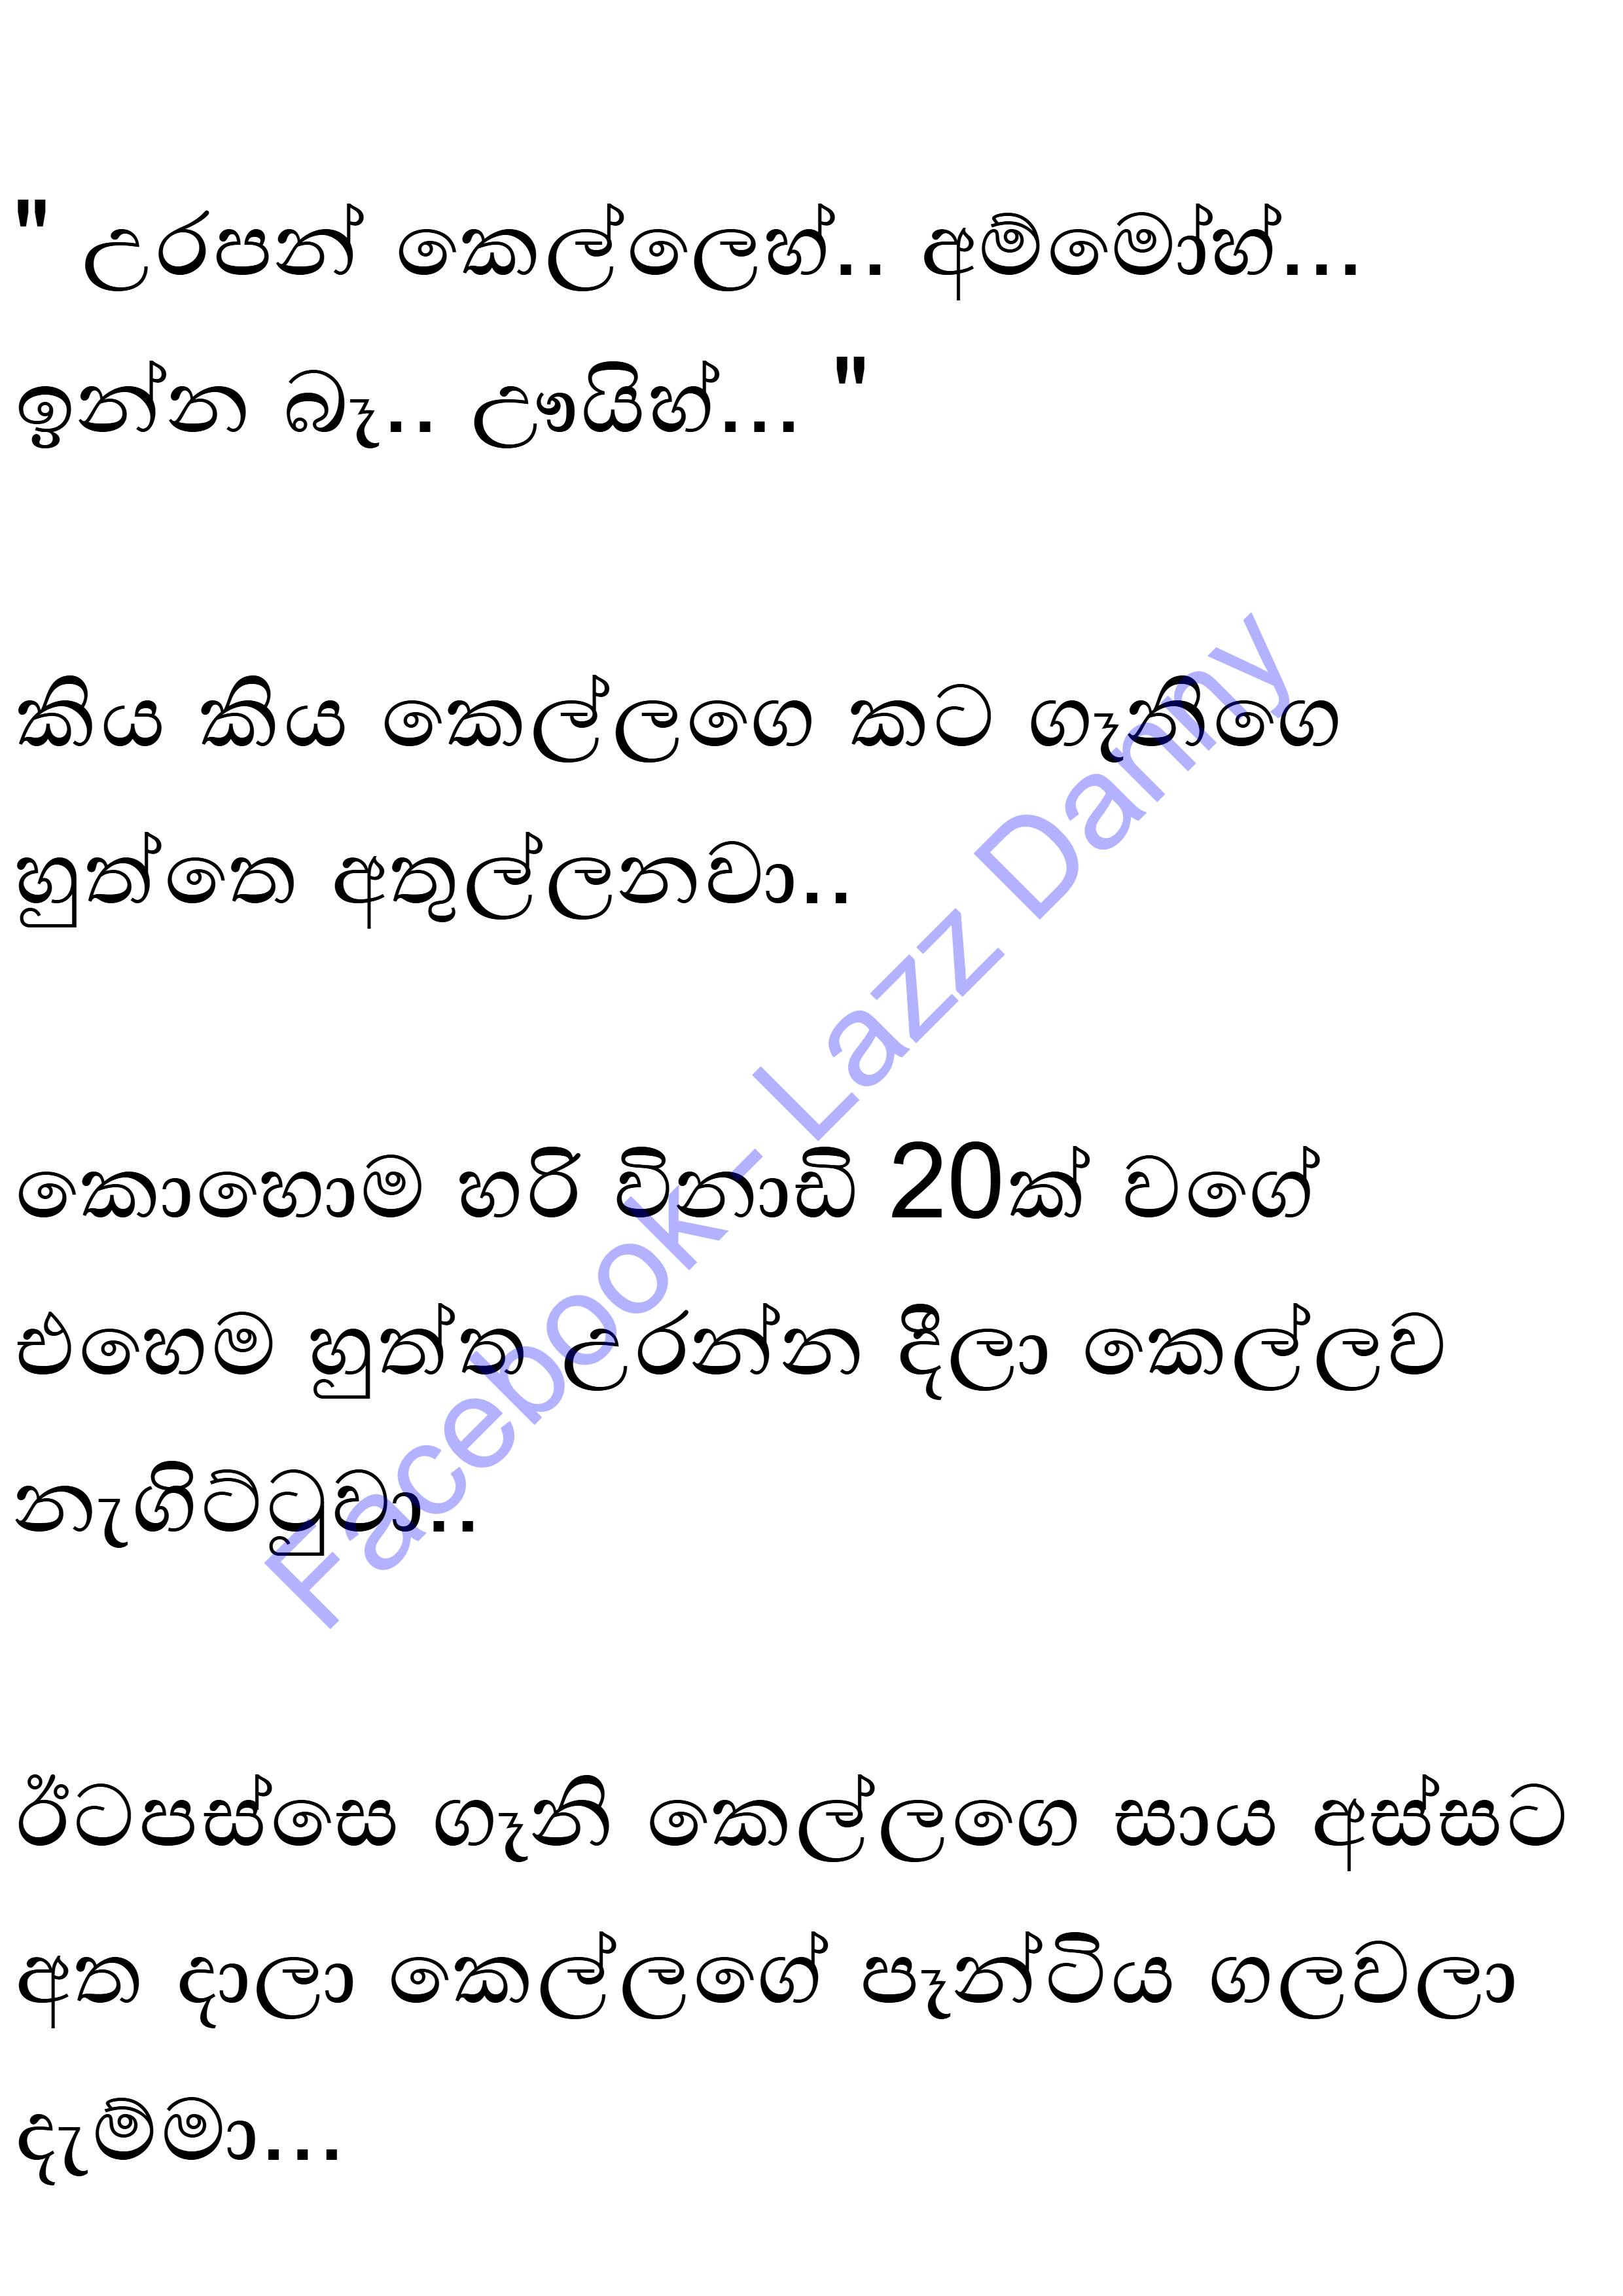 " උරපන් කෙල්ලෙහ්.. අම්මෝහ්...
ඉන්න බෑ.. ඌයිහ්... "
කිය කිය කෙල්ලගෙ කට ගෑනිගෙ
හුත්තෙ අතුල්ලනවා..
කොහොම හරි විනාඩි 20ක් වගේ
එහෙම හුත්ත උරන්න දීලා කෙල්ලව
නැගිට්ටුවා..
ඊටපස්සෙ ගෑනි කෙල්ලගෙ සාය අස්සට
අත දාලා කෙල්ලගේ පෑන්ටිය ගලවලා
දැම්මා...
Facebook- Lazz Damy